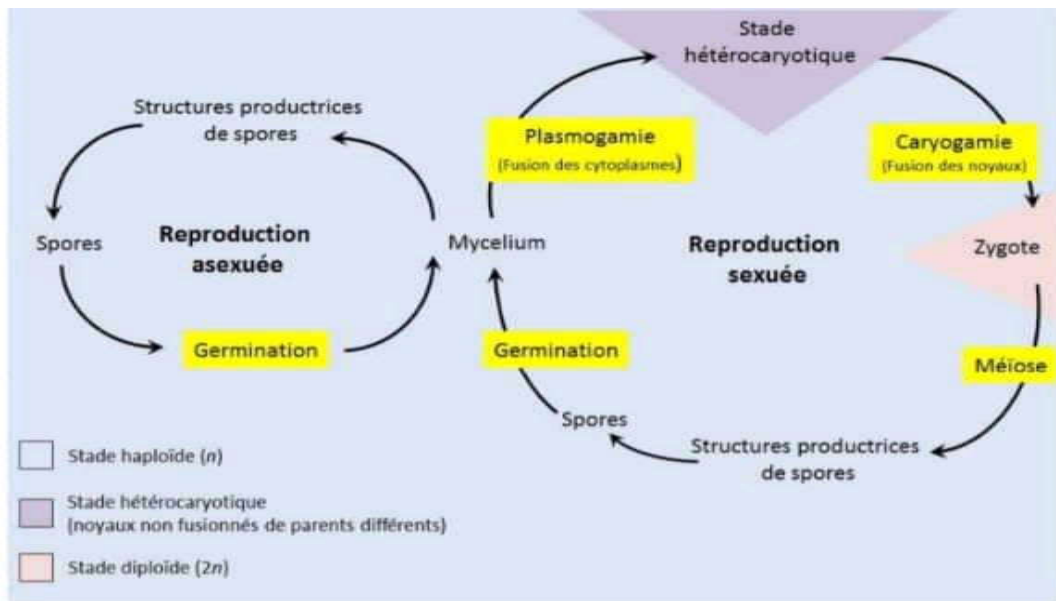 Stade
hétérocaryotique
Structures productrices
de spores
Plasmogamie
(Fusion des cytoplasmes)
Caryogamie
(Fusion des noyaux)
Spores
Reproduction
asexuée
Mycelium
Reproduction
sexuée
Zygote
Germination
Germination
Méïose
Spores
Structures productrices
de spores
Stade haploïde (n)
Stade hétérocaryotique
(noyaux non fusionnés de parents différents)
Stade diploïde (2n)